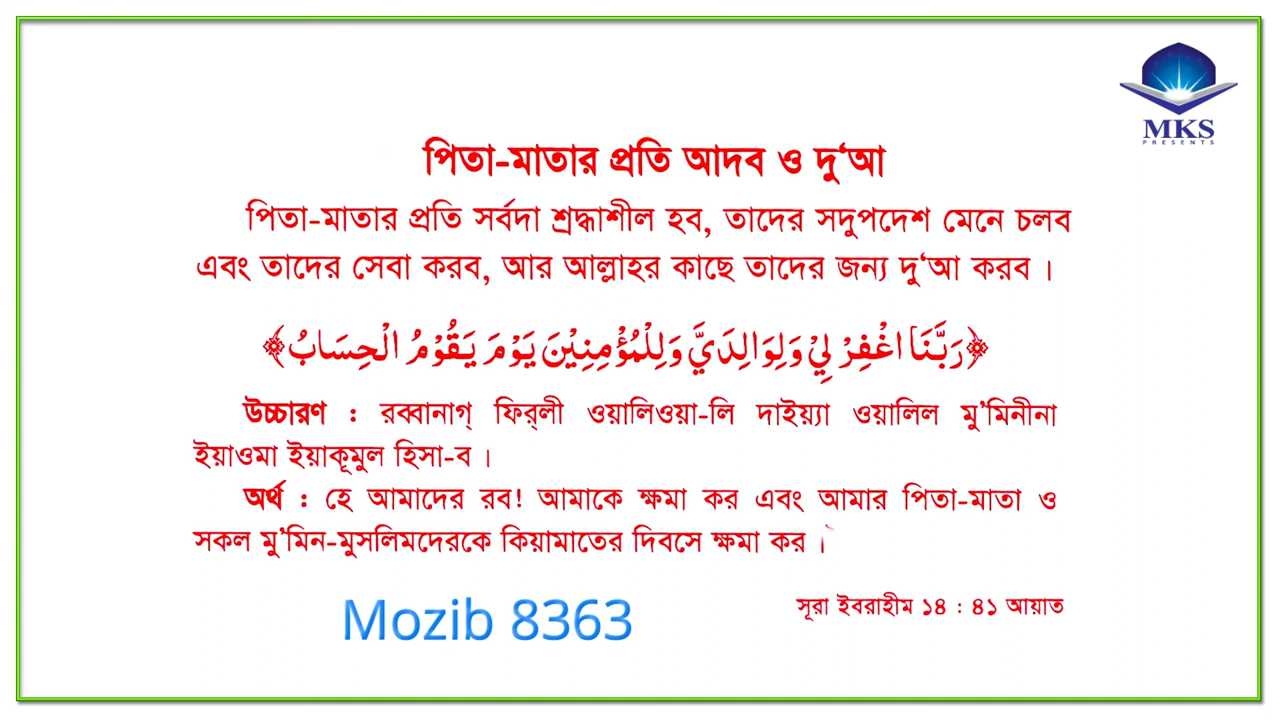 MKS
PRESENTS
পিতা-মাতার প্রতি আদব ও দু‘আ
পিতা-মাতার প্রতি সর্বদা শ্রদ্ধাশীল হব, তাদের সদুপদেশ মেনে চলব
এবং তাদের সেবা করব, আর আল্লাহর কাছে তাদের জন্য দু‘আ করব ।
﴿رَبَّنَا اغْفِرْ لِيْ وَلِوَالِدَيَّ وَلِلْمُؤْمِنِيْنَ يَوْمَ يَقُوْمُ الْحِسَابُ﴾
উচ্চারণ : রব্বানাগ্ ফির্‌লী ওয়ালিওয়া-লি দাইয়্যা ওয়ালিল মু’মিনীনা
ইয়াওমা ইয়াকূমুল হিসা-ব ।
অর্থ : হে আমাদের রব! আমাকে ক্ষমা কর এবং আমার পিতা-মাতা ও
সকল মু’মিন-মুসলিমদেরকে কিয়ামাতের দিবসে ক্ষমা কর ।
সূরা ইবরাহীম ১৪ : ৪১ আয়াত
Mozib 8363